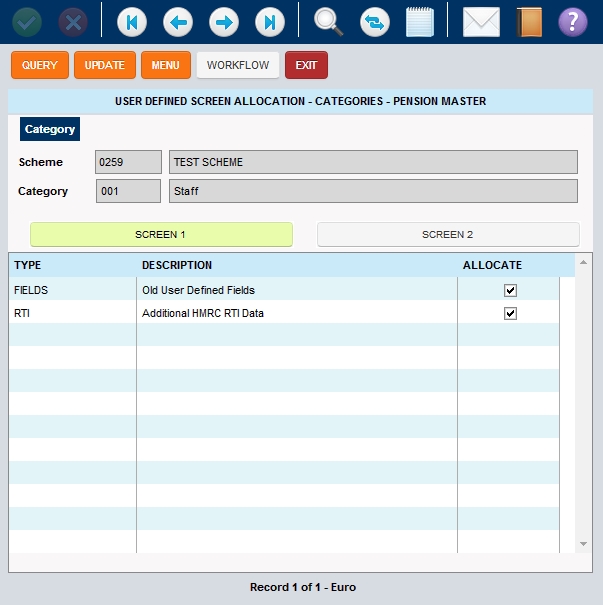 QUERY UPDATE MENU WORKFLOW EXIT
USER DEFINED SCREEN ALLOCATION - CATEGORIES - PENSION MASTER
Category
Scheme 0259 TEST SCHEME
Category 001 Staff
SCREEN 1 SCREEN 2
TYPE DESCRIPTION ALLOCATE
FIELDS Old User Defined Fields
RTI Additional HMRC RTI Data
Record 1 of 1 - Euro